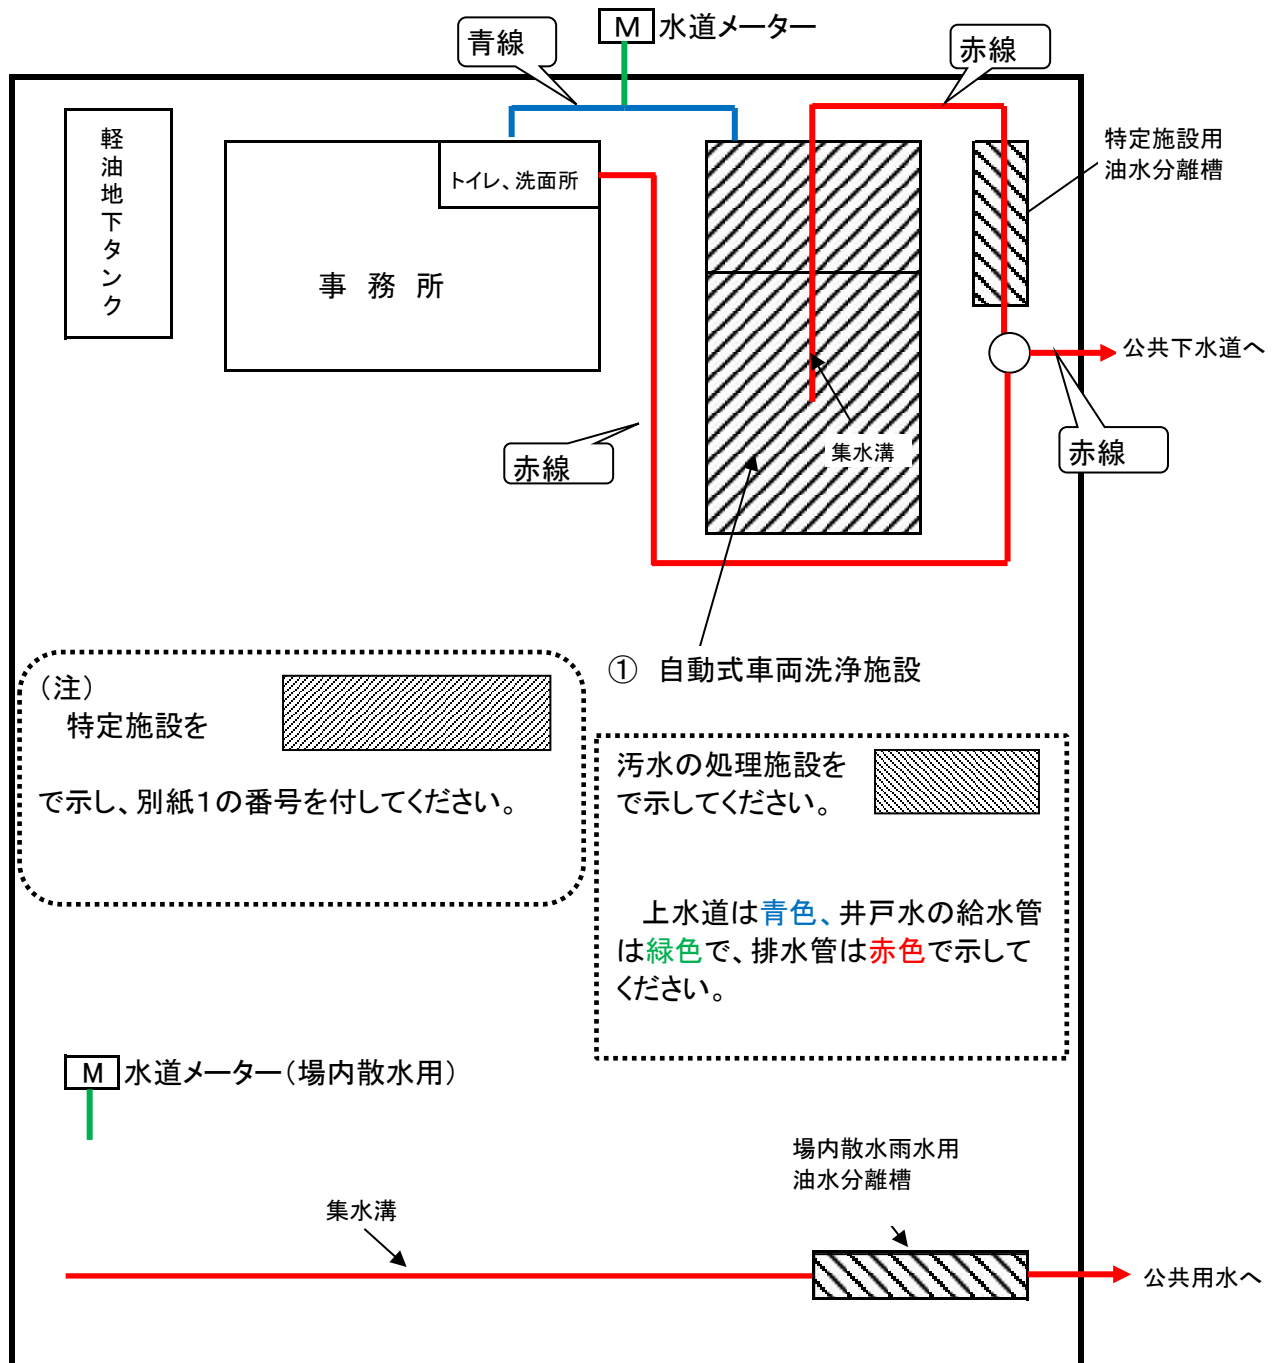 M 水道メーター
青線
赤線
軽油地下タンク
トイレ、洗面所
特定施設用
油水分離槽
事 務 所
公共下水道へ
集水溝
赤線
赤線
① 自動式車両洗浄施設
(注)
特定施設を
で示し、別紙1の番号を付してください。
汚水の処理施設を
で示してください。
上水道は青色、井戸水の給水管
は緑色で、排水管は赤色で示して
ください。
M 水道メーター(場内散水用)
場内散水雨水用
油水分離槽
集水溝
公共用水へ